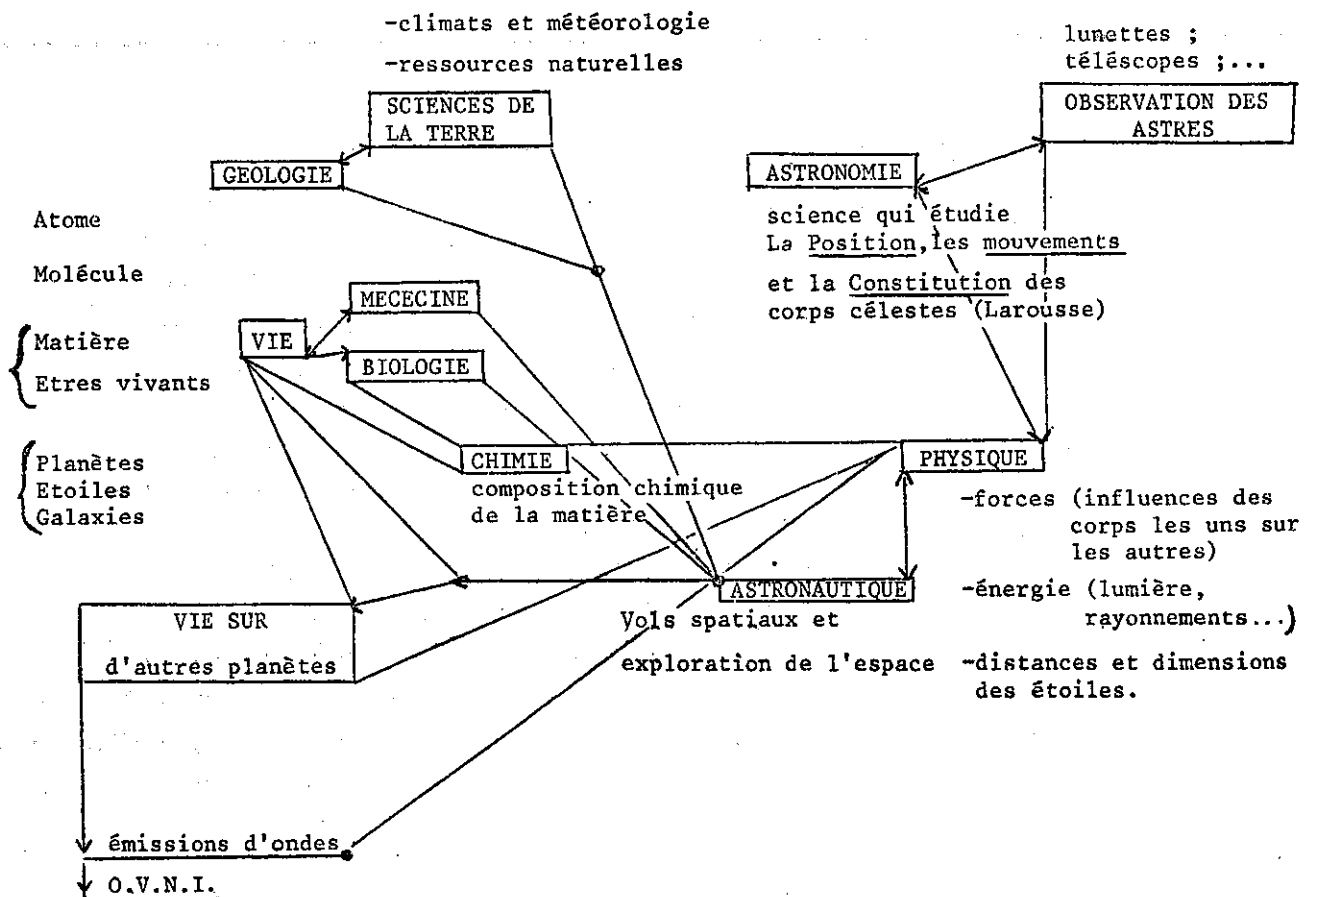 -climats et météorologie
-ressources naturelles
lunettes ;
téléscopes ;...
SCIENCES DE
LA TERRE
OBSERVATION DES
ASTRES
GEOLOGIE
ASTRONOMIE
science qui étudie
La Position, les mouvements
et la Constitution des
corps célestes (Larousse)
Atome
Molécule
Matière
Etres vivants
Planètes
Etoiles
Galaxies
MECECINE
VIE
BIOLOGIE
CHIMIE
composition chimique
de la matière
PHYSIQUE
-forces (influences des
corps les uns sur
les autres)
-énergie (lumière,
rayonnements...)
-distances et dimensions
des étoiles.
ASTRONAUTIQUE
Vols spatiaux et
exploration de l'espace
VIE SUR
d'autres planètes
émissions d'ondes
O.V.N.I.